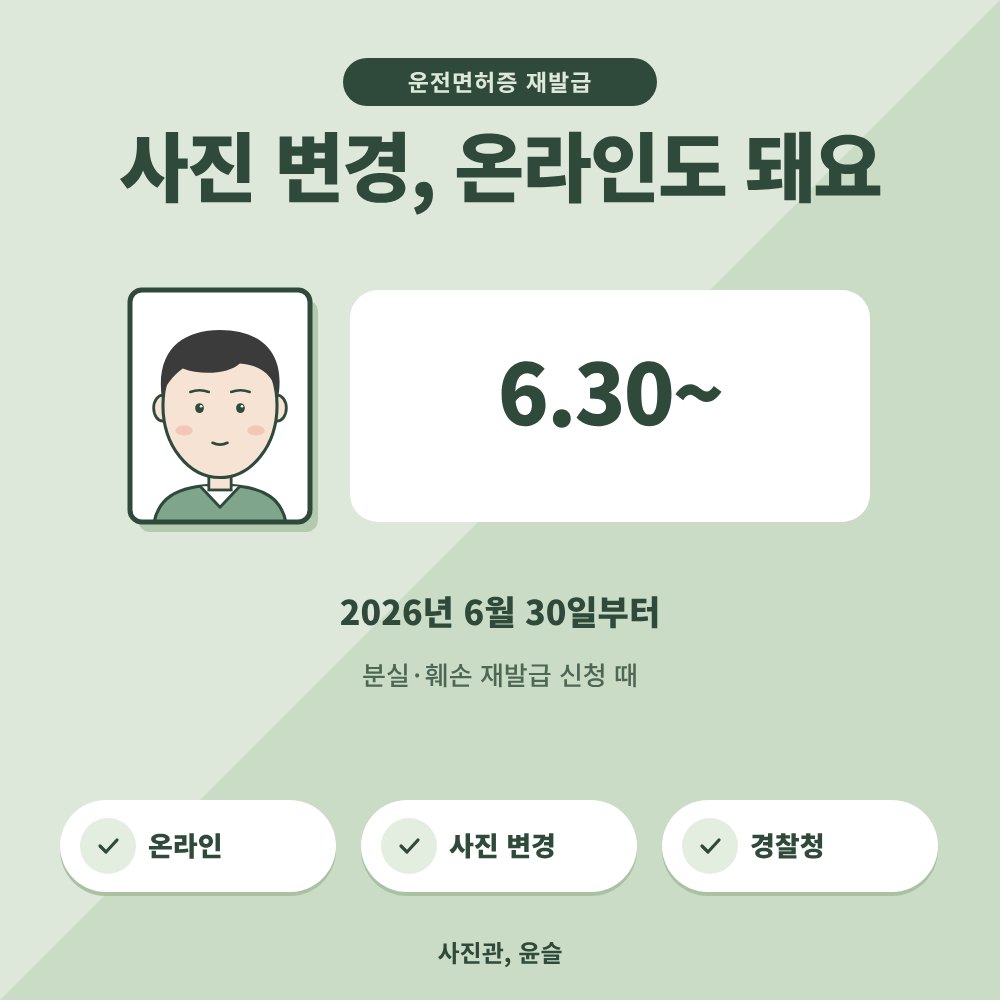 운전면허증 재발급
사진 변경, 온라인도 돼요
6.30~
2026년 6월 30일부터
분실·훼손 재발급 신청 때
온라인
사진 변경
경찰청
사진관, 윤슬